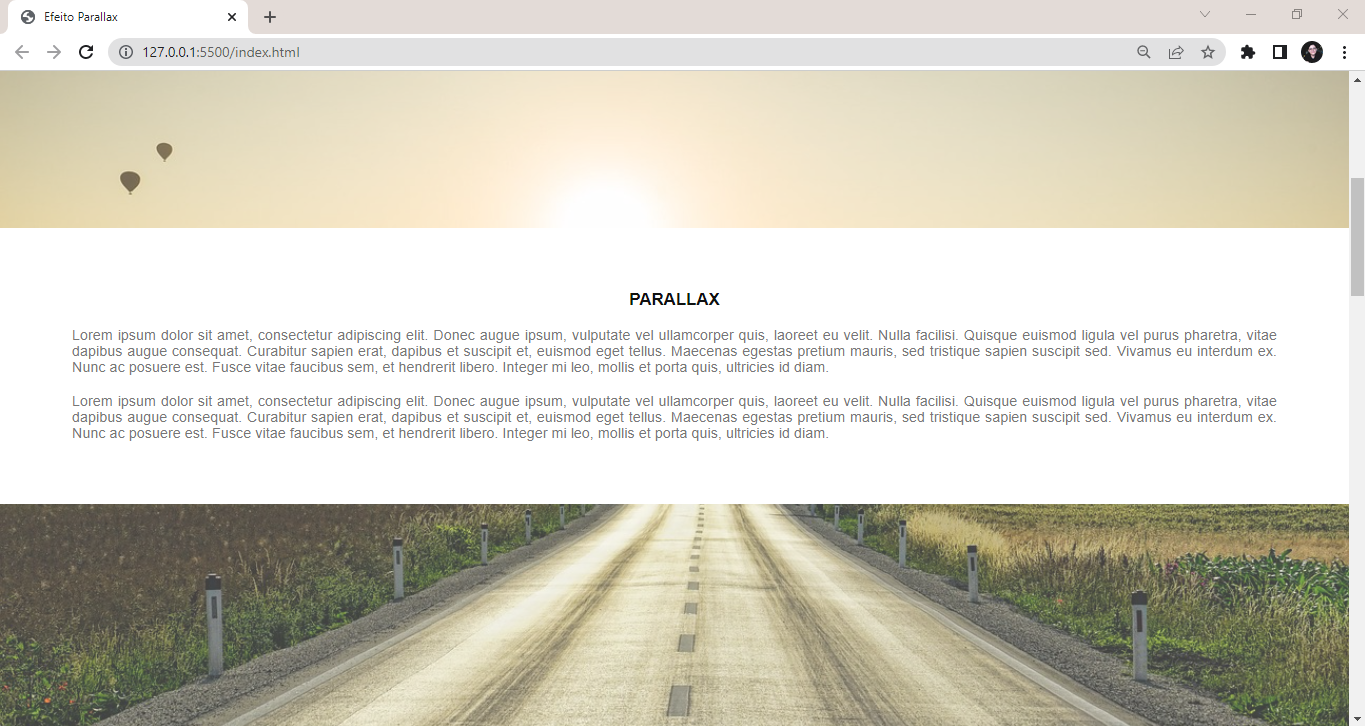 Efeito Parallax
127.0.0.1:5500/index.html
PARALLAX
Lorem ipsum dolor sit amet, consectetur adipiscing elit. Donec augue ipsum, vulputate vel ullamcorper quis, laoreet eu velit. Nulla facilisi. Quisque euismod ligula vel purus pharetra, vitae
dapibus augue consequat. Curabitur sapien erat, dapibus et suscipit et, euismod eget tellus. Maecenas egestas pretium mauris, sed tristique sapien suscipit sed. Vivamus eu interdum ex.
Nunc ac posuere est. Fusce vitae faucibus sem, et hendrerit libero. Integer mi leo, mollis et porta quis, ultricies id diam.
Lorem ipsum dolor sit amet, consectetur adipiscing elit. Donec augue ipsum, vulputate vel ullamcorper quis, laoreet eu velit. Nulla facilisi. Quisque euismod ligula vel purus pharetra, vitae
dapibus augue consequat. Curabitur sapien erat, dapibus et suscipit et, euismod eget tellus. Maecenas egestas pretium mauris, sed tristique sapien suscipit sed. Vivamus eu interdum ex.
Nunc ac posuere est. Fusce vitae faucibus sem, et hendrerit libero. Integer mi leo, mollis et porta quis, ultricies id diam.